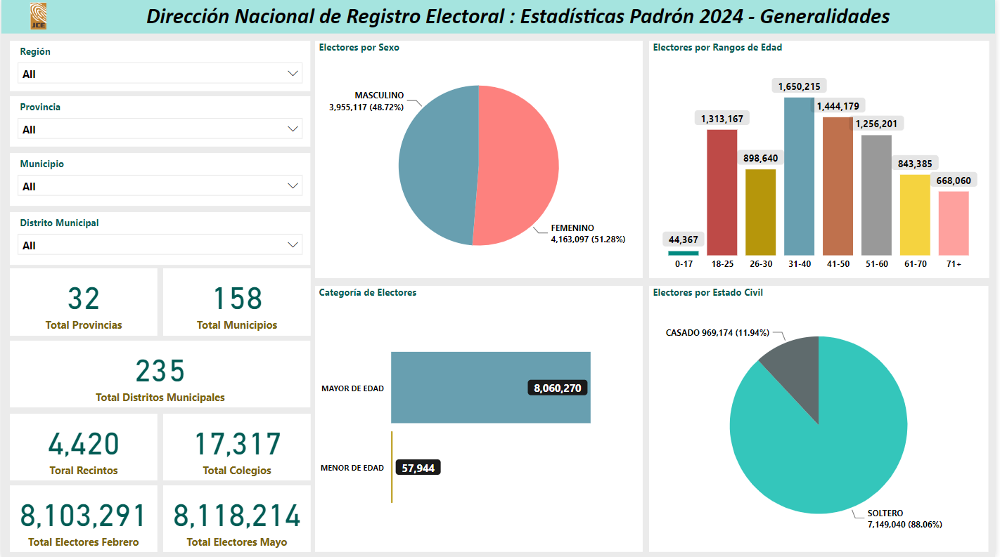 JCE
Dirección Nacional de Registro Electoral : Estadísticas Padrón 2024 - Generalidades
Región
All
Provincia
All
Municipio
All
Distrito Municipal
All
32
Total Provincias
158
Total Municipios
235
Total Distritos Municipales
4,420
Toral Recintos
17,317
Total Colegios
8,103,291
Total Electores Febrero
8,118,214
Total Electores Mayo
Electores por Sexo
MASCULINO
3,955,117 (48.72%)
FEMENINO
4,163,097 (51.28%)
Electores por Rangos de Edad
44,367
1,313,167
898,640
1,650,215
1,444,179
1,256,201
843,385
668,060
0-17
18-25
26-30
31-40
41-50
51-60
61-70
71+
Categoría de Electores
MAYOR DE EDAD
8,060,270
MENOR DE EDAD
57,944
Electores por Estado Civil
CASADO 969,174 (11.94%)
SOLTERO
7,149,040 (88.06%)